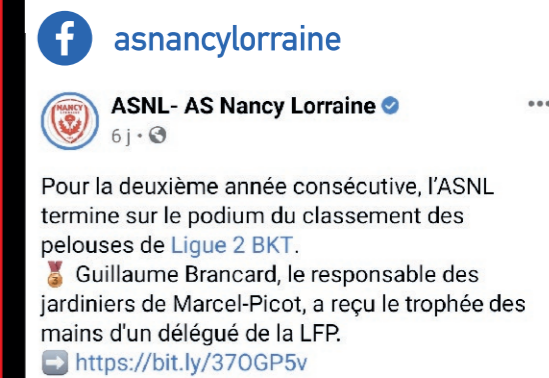 f asnancylorraine
NANCY
ASNL- AS Nancy Lorraine
6 j •
Pour la deuxième année consécutive, l'ASNL
termine sur le podium du classement des
pelouses de Ligue 2 BKT.
🥉 Guillaume Brancard, le responsable des
jardiniers de Marcel-Picot, a reçu le trophée des
mains d'un délégué de la LFP.
➡️ https://bit.ly/37OGP5v